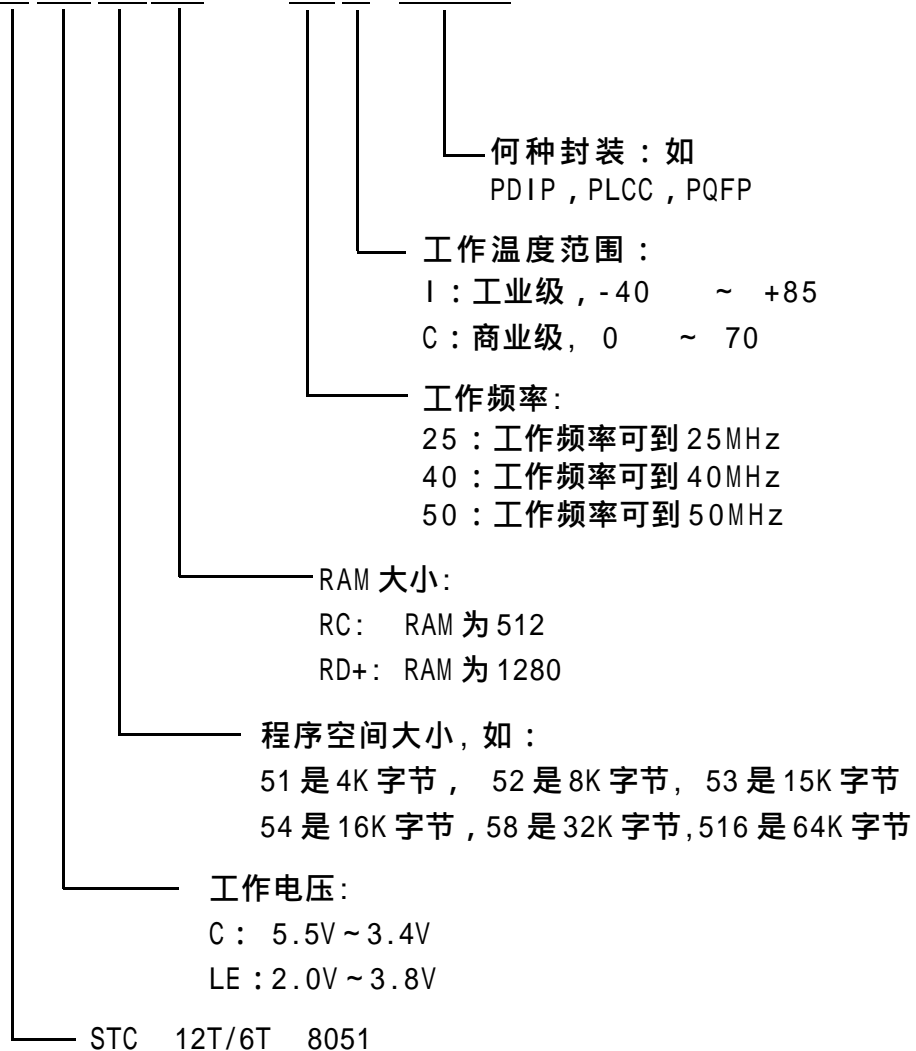 何种封装：如
PDIP，PLCC，PQFP
工作温度范围：
I：工业级，-40 ~ +85
C：商业级, 0 ~ 70
工作频率:
25：工作频率可到25MHz
40：工作频率可到40MHz
50：工作频率可到50MHz
RAM 大小:
RC: RAM 为 512
RD+: RAM 为 1280
程序空间大小, 如：
51 是 4K 字节， 52 是 8K 字节, 53 是 15K 字节
54 是 16K 字节，58 是 32K 字节,516 是 64K 字节
工作电压:
C： 5.5V~3.4V
LE：2.0V~3.8V
STC 12T/6T 8051